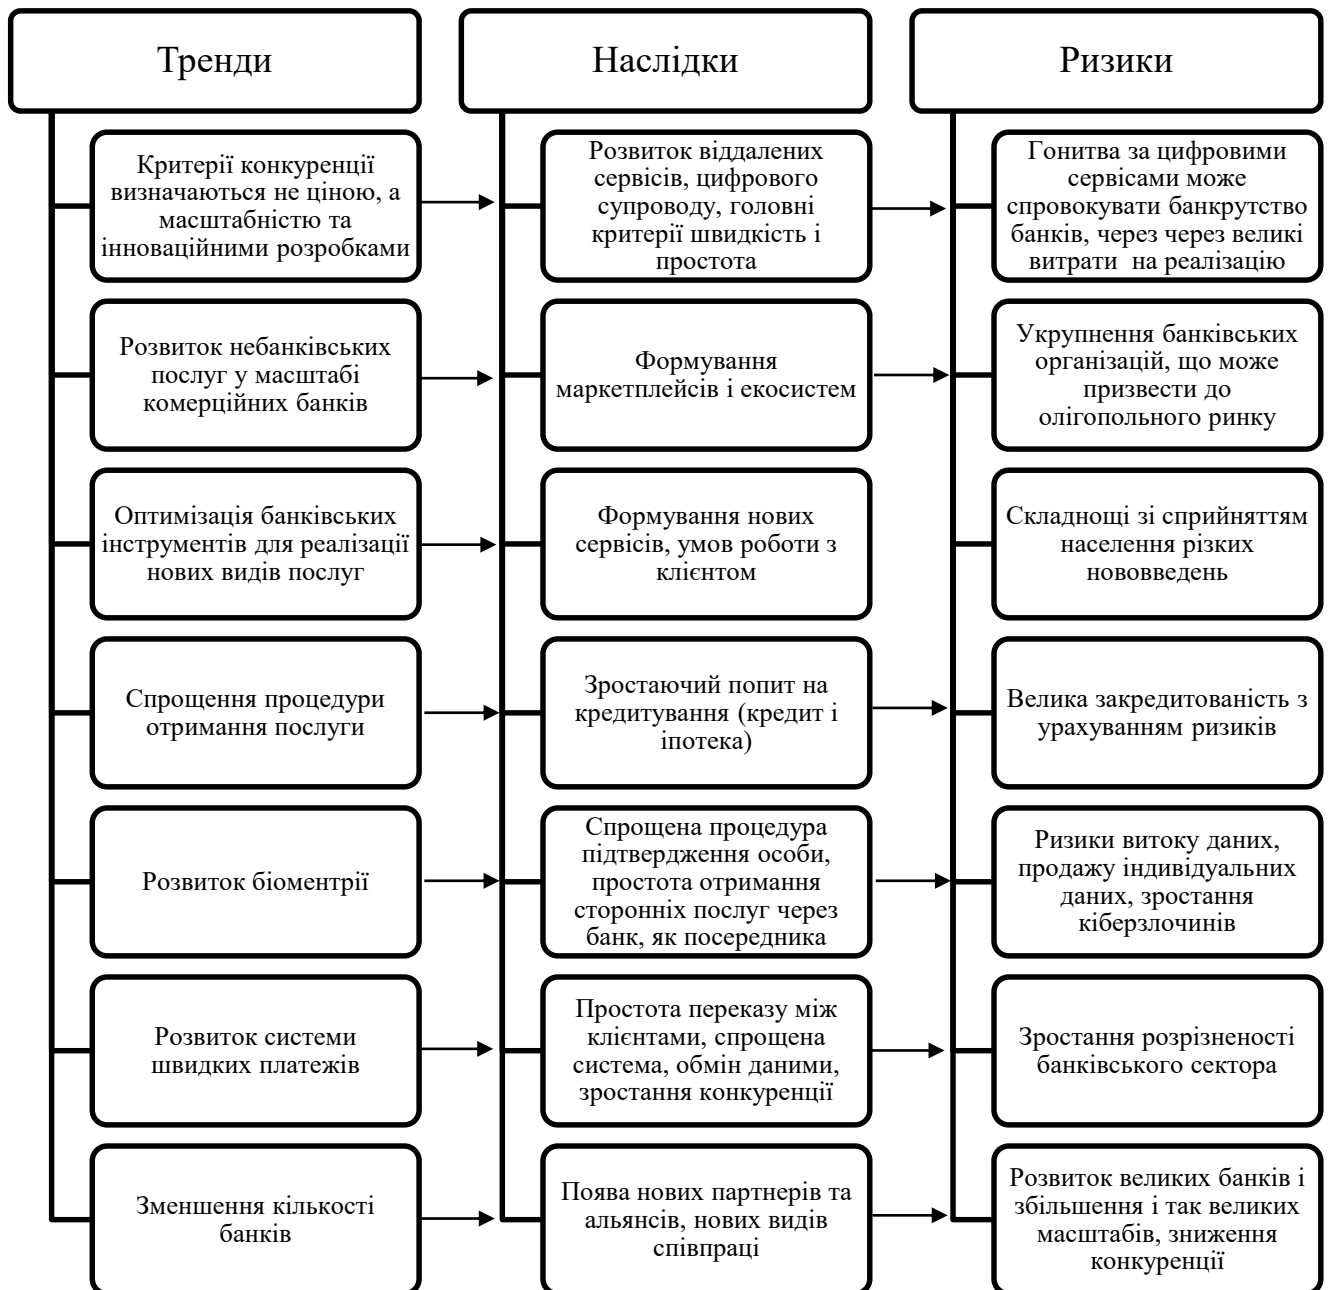 Тренди
Наслідки
Ризики
Критерії конкуренції
визначаються не ціною, а
масштабністю та
інноваційними розробками
Розвиток віддалених
сервісів, цифрового
супроводу, головні
критерії швидкість і
простота
Гонитва за цифровими
сервісами може
спровокувати банкрутство
банків, через через великі
витрати на реалізацію
Розвиток небанківських
послуг у масштабі
комерційних банків
Формування
маркетплейсів і екосистем
Укрупнення банківських
організацій, що може
призвести до
олігопольного ринку
Оптимізація банківських
інструментів для реалізації
нових видів послуг
Формування нових
сервісів, умов роботи з
клієнтом
Складнощі зі сприйняттям
населення різких
нововведень
Спрощення процедури
отримання послуги
Зростаючий попит на
кредитування (кредит і
іпотека)
Велика закредитованість з
урахуванням ризиків
Розвиток біоментрії
Спрощена процедура
підтвердження особи,
простота отримання
сторонніх послуг через
банк, як посередника
Ризики витоку даних,
продажу індивідуальних
даних, зростання
кіберзлочинів
Розвиток системи
швидких платежів
Простота переказу між
клієнтами, спрощена
система, обмін даними,
зростання конкуренції
Зростання розрізненості
банківського сектора
Зменшення кількості
банків
Поява нових партнерів та
альянсів, нових видів
співпраці
Розвиток великих банків і
збільшення і так великих
масштабів, зниження
конкуренції